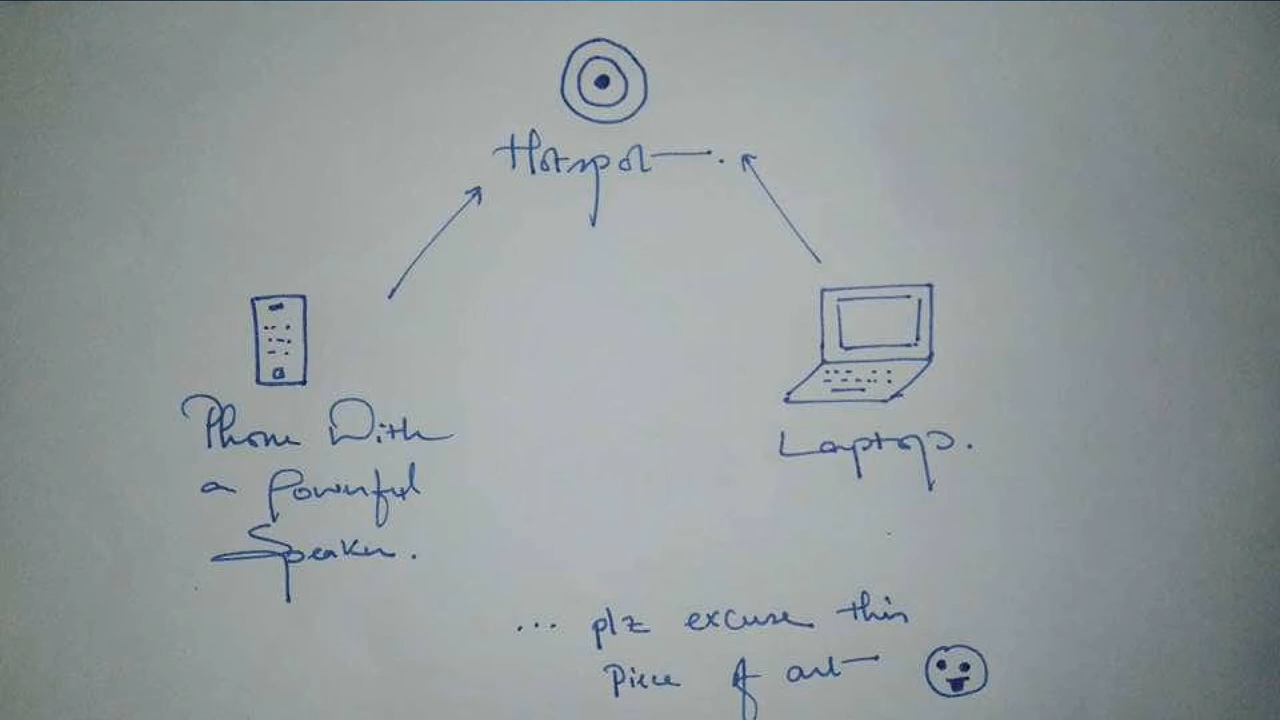 Hotspot
Phone With
a Powerful
Speaker.
Laptop.
... plz excuse this
Piece of art